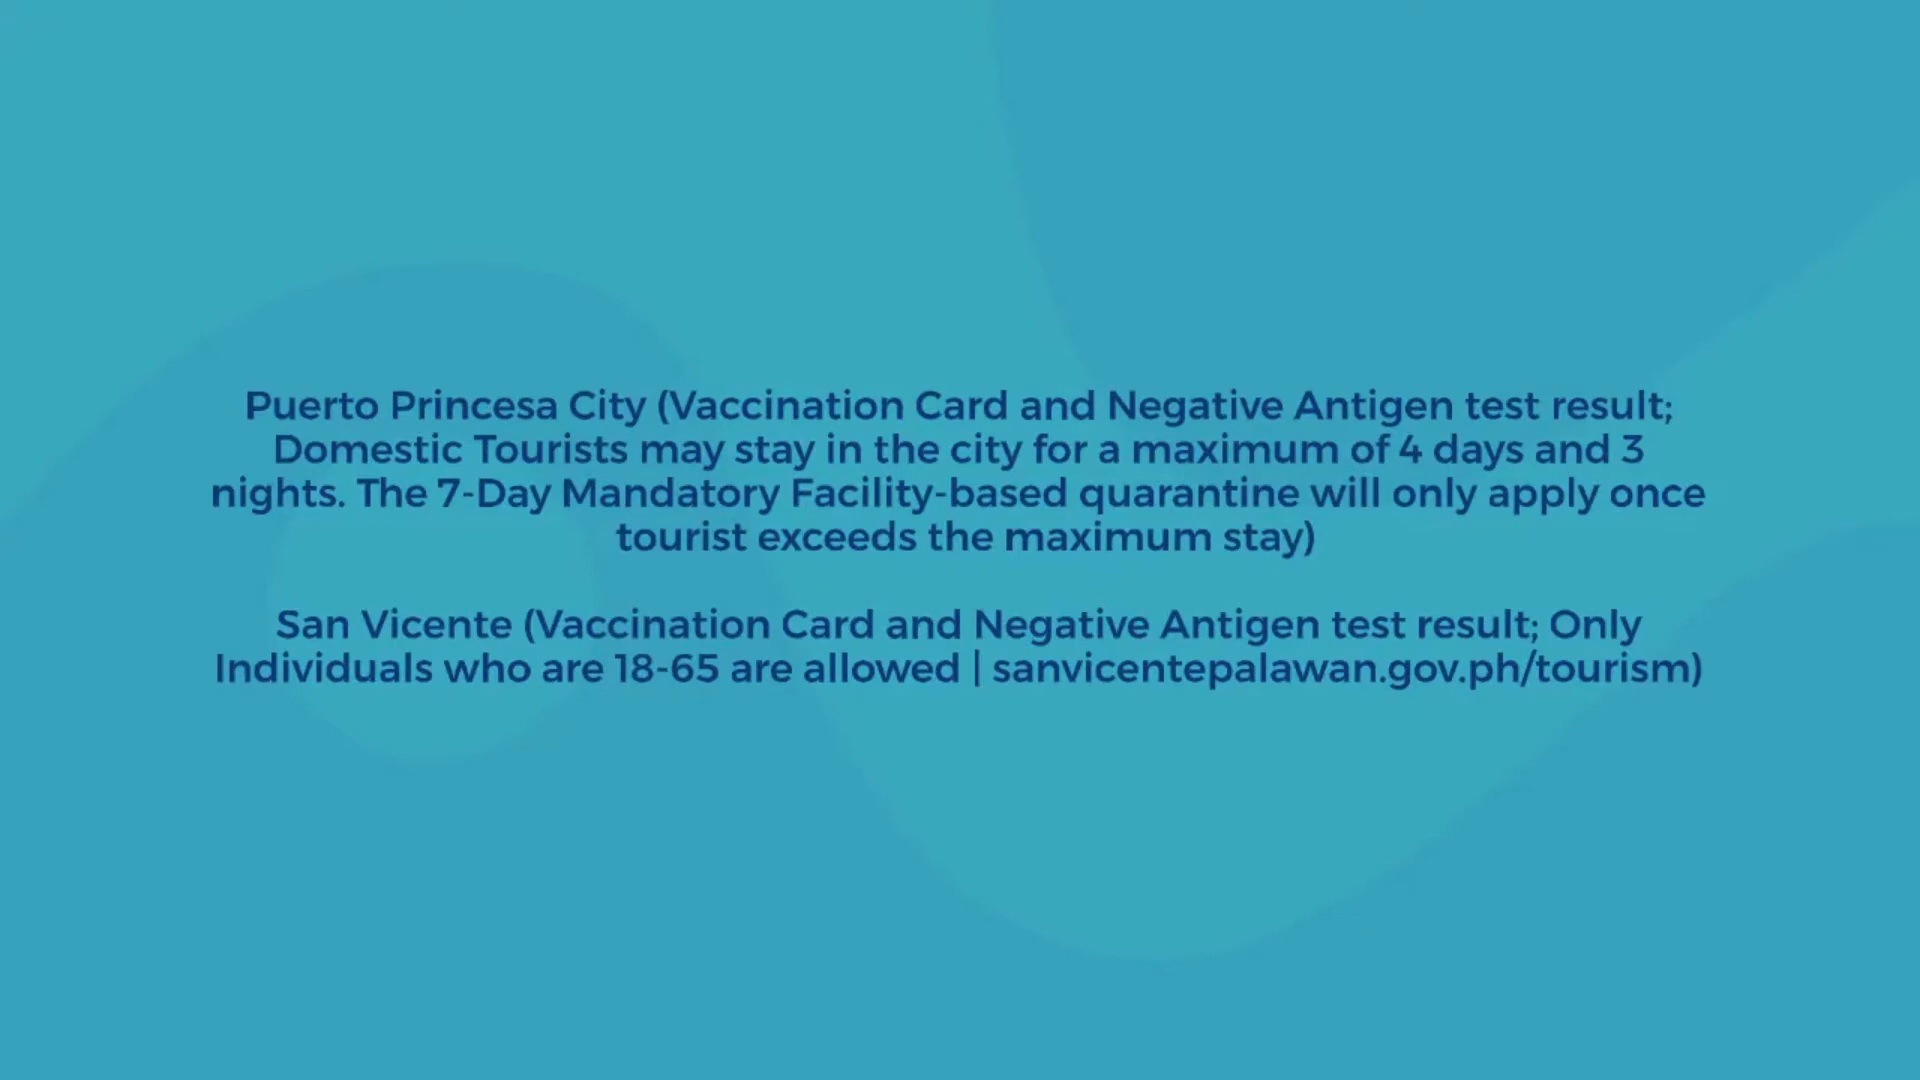 Puerto Princesa City (Vaccination Card and Negative Antigen test result;
Domestic Tourists may stay in the city for a maximum of 4 days and 3
nights. The 7-Day Mandatory Facility-based quarantine will only apply once
tourist exceeds the maximum stay)
San Vicente (Vaccination Card and Negative Antigen test result; Only
Individuals who are 18-65 are allowed | sanvicentepalawan.gov.ph/tourism)